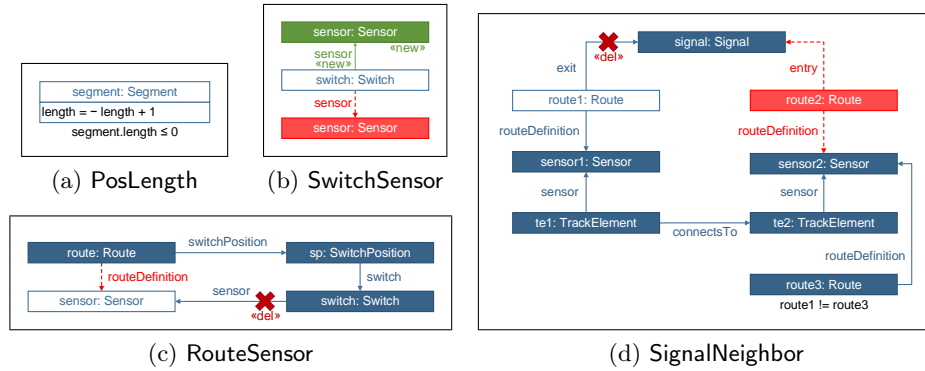 segment: Segment
length = – length + 1
segment.length ≤ 0
(a) PosLength
sensor: Sensor
«new»
sensor
«new»
switch: Switch
sensor
sensor: Sensor
(b) SwitchSensor
route: Route
switchPosition
sp: SwitchPosition
routeDefinition
switch
sensor: Sensor
sensor
«del»
switch: Switch
(c) RouteSensor
signal: Signal
«del»
exit
entry
route1: Route
route2: Route
routeDefinition
routeDefinition
sensor1: Sensor
sensor2: Sensor
sensor
sensor
te1: TrackElement
connectsTo
te2: TrackElement
routeDefinition
route3: Route
route1 != route3
(d) SignalNeighbor